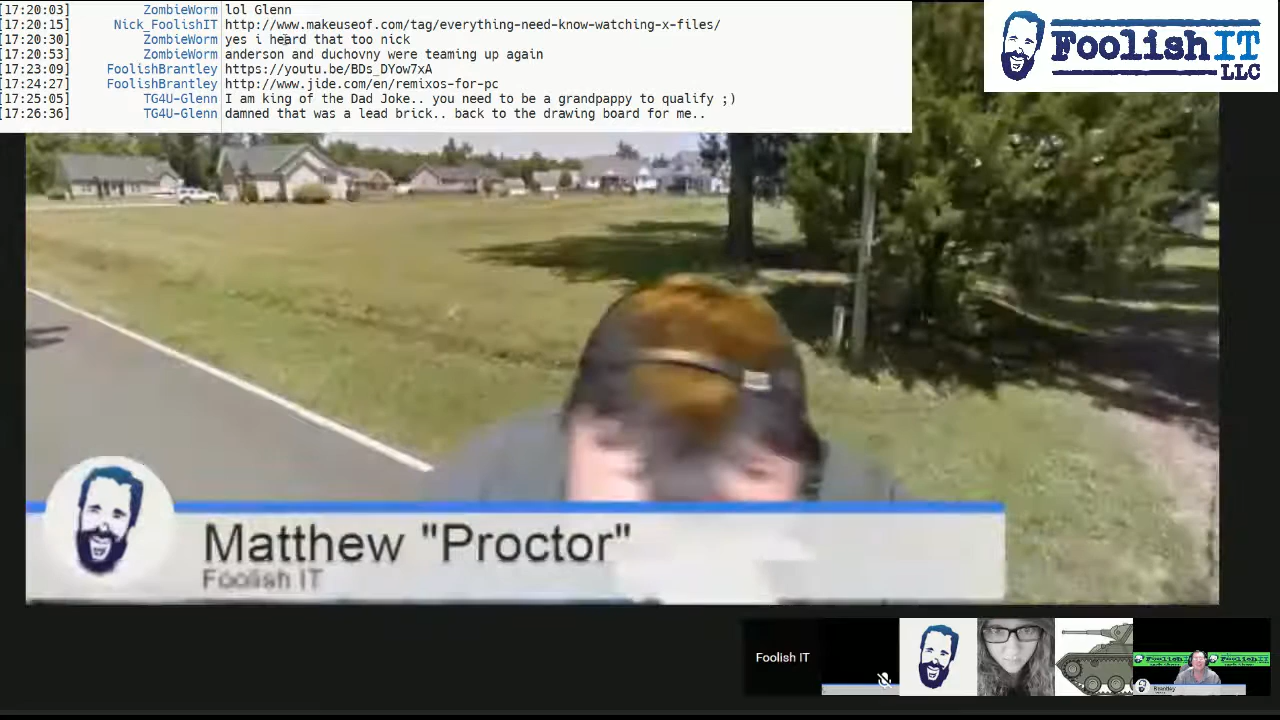 [17:20:03] ZombieWorm lol Glenn
[17:20:15] Nick_FoolishIT http://www.makeuseof.com/tag/everything-need-know-watching-x-files/
[17:20:30] ZombieWorm yes i heard that too nick
[17:20:53] ZombieWorm anderson and duchovny were teaming up again
[17:23:09] FoolishBrantley https://youtu.be/BDs_DYow7xA
[17:24:27] FoolishBrantley http://www.jide.com/en/remixos-for-pc
[17:25:05] TG4U-Glenn I am king of the Dad Joke.. you need to be a grandpappy to qualify ;)
[17:26:36] TG4U-Glenn damned that was a lead brick.. back to the drawing board for me..
FoolishIT
LLC
Matthew "Proctor"
Foolish IT
Foolish IT
FoolishIT FoolishIT
Brantley